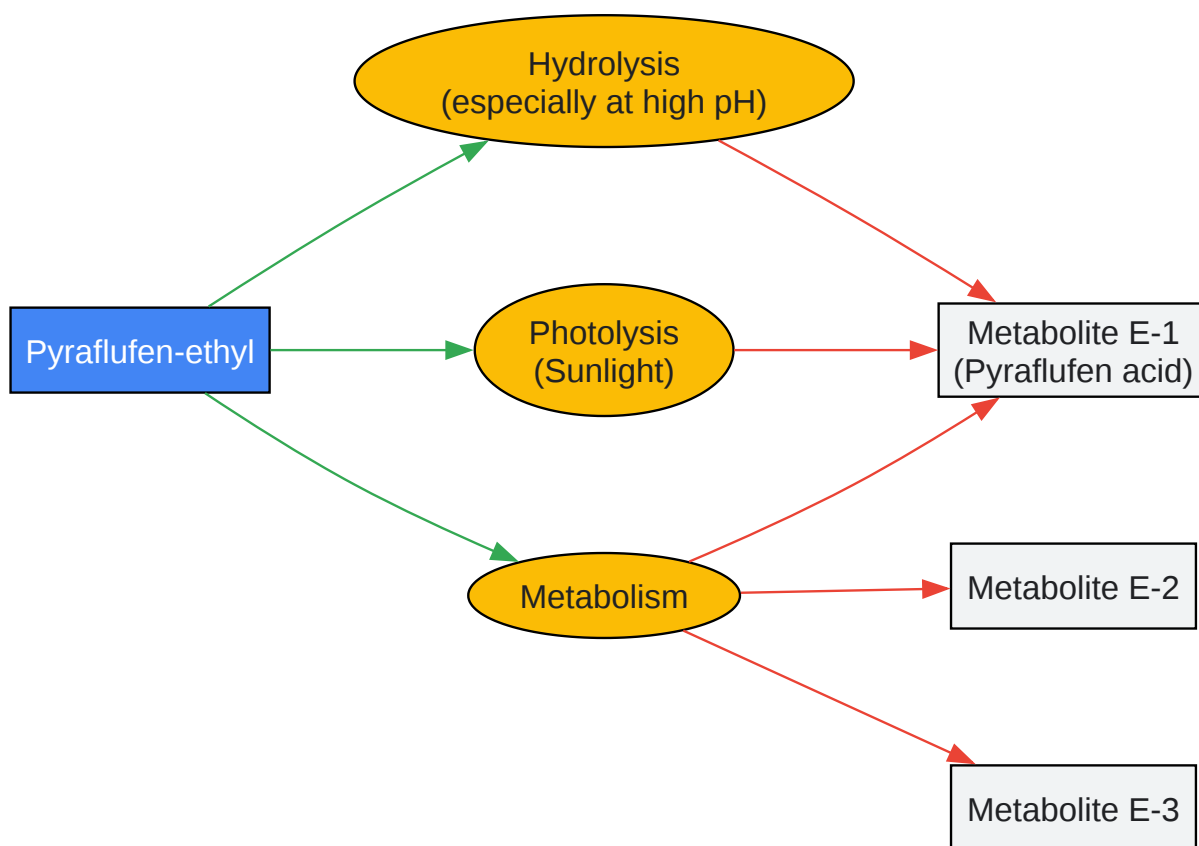 Hydrolysis
(especially at high pH)
Pyraflufen-ethyl
Photolysis
(Sunlight)
Metabolite E-1
(Pyraflufen acid)
Metabolism
Metabolite E-2
Metabolite E-3